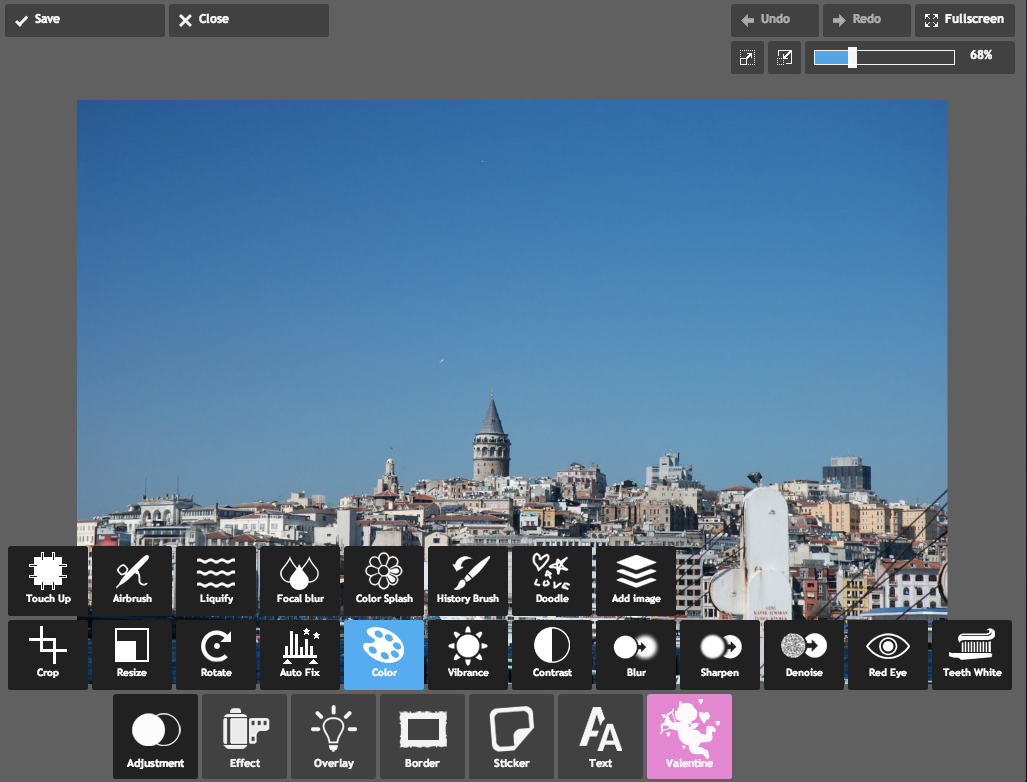 Save
Close
Undo
Redo
Fullscreen
68%
Touch Up
Airbrush
Liquify
Focal blur
Color Splash
History Brush
LOVE
Doodle
Add image
Crop
Resize
Rotate
Auto Fix
Color
Vibrance
Contrast
Blur
Sharpen
Denoise
Red Eye
Teeth White
Adjustment
Effect
Overlay
Border
Sticker
AA
Text
Valentine